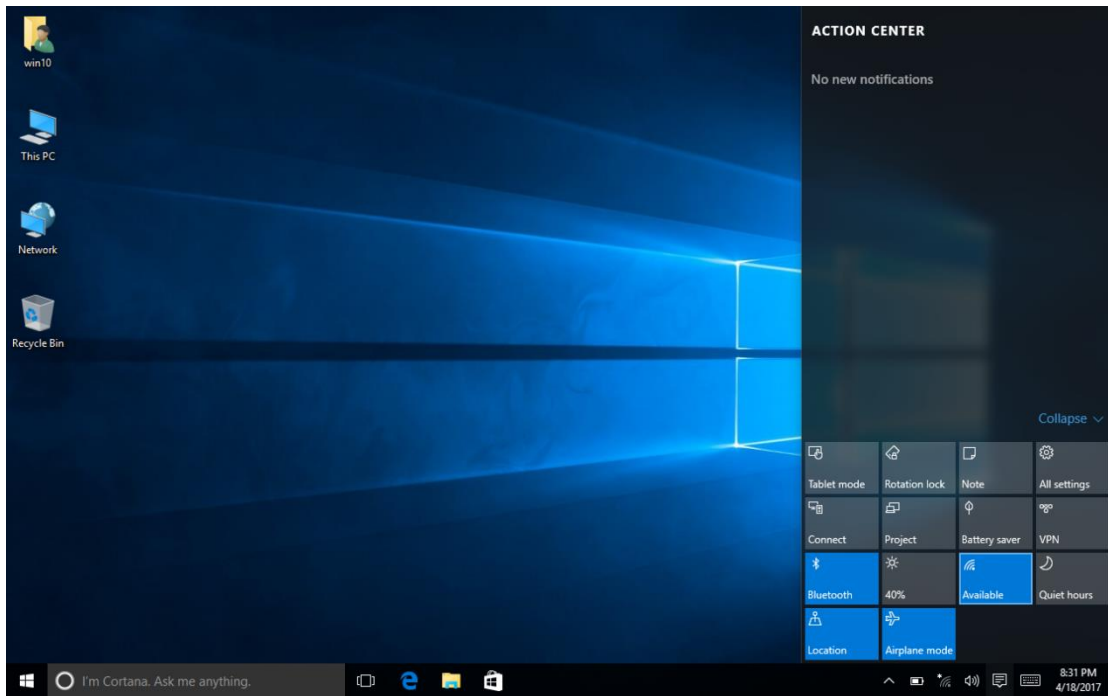 win10
This PC
Network
Recycle Bin
ACTION CENTER
No new notifications
Collapse
Tablet mode
Rotation lock
Note
All settings
Connect
Project
Battery saver
VPN
Bluetooth
40%
Available
Quiet hours
Location
Airplane mode
I'm Cortana. Ask me anything.
8:31 PM
4/18/2017